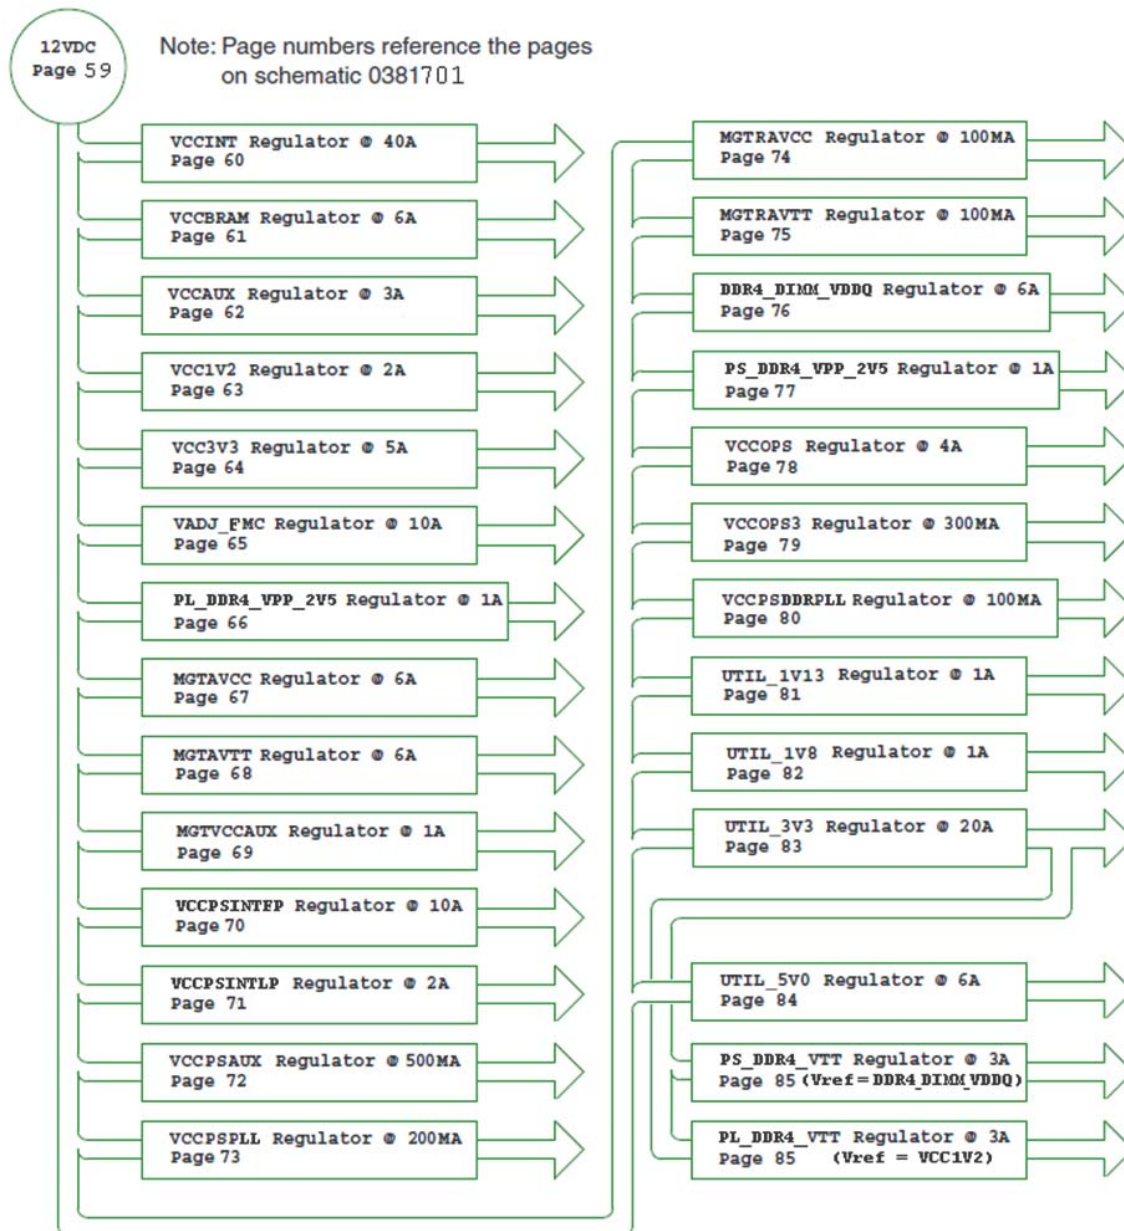 12VDC
Page 59
Note: Page numbers reference the pages
on schematic 0381701
VCCINT Regulator @ 40A
Page 60
VCCBRAM Regulator @ 6A
Page 61
VCCAUX Regulator @ 3A
Page 62
VCC1V2 Regulator @ 2A
Page 63
VCC3V3 Regulator @ 5A
Page 64
VADJ_FMC Regulator @ 10A
Page 65
PL_DDR4_VPP_2V5 Regulator @ 1A
Page 66
MGTAVCC Regulator @ 6A
Page 67
MGTAVTT Regulator @ 6A
Page 68
MGTVCCAUX Regulator @ 1A
Page 69
VCCPSINTFP Regulator @ 10A
Page 70
VCCPSINTLP Regulator @ 2A
Page 71
VCCPSAUX Regulator @ 500MA
Page 72
VCCPSPLL Regulator @ 200MA
Page 73
MGTRAVCC Regulator @ 100MA
Page 74
MGTRAVTT Regulator @ 100MA
Page 75
DDR4_DIMM_VDDQ Regulator @ 6A
Page 76
PS_DDR4_VPP_2V5 Regulator @ 1A
Page 77
VCCOPS Regulator @ 4A
Page 78
VCCOPS3 Regulator @ 300MA
Page 79
VCCPSDDRPLL Regulator @ 100MA
Page 80
UTIL_1V13 Regulator @ 1A
Page 81
UTIL_1V8 Regulator @ 1A
Page 82
UTIL_3V3 Regulator @ 20A
Page 83
UTIL_5V0 Regulator @ 6A
Page 84
PS_DDR4_VTT Regulator @ 3A
Page 85 (Vref = DDR4_DIMM_VDDQ)
PL_DDR4_VTT Regulator @ 3A
Page 85 (Vref = VCC1V2)